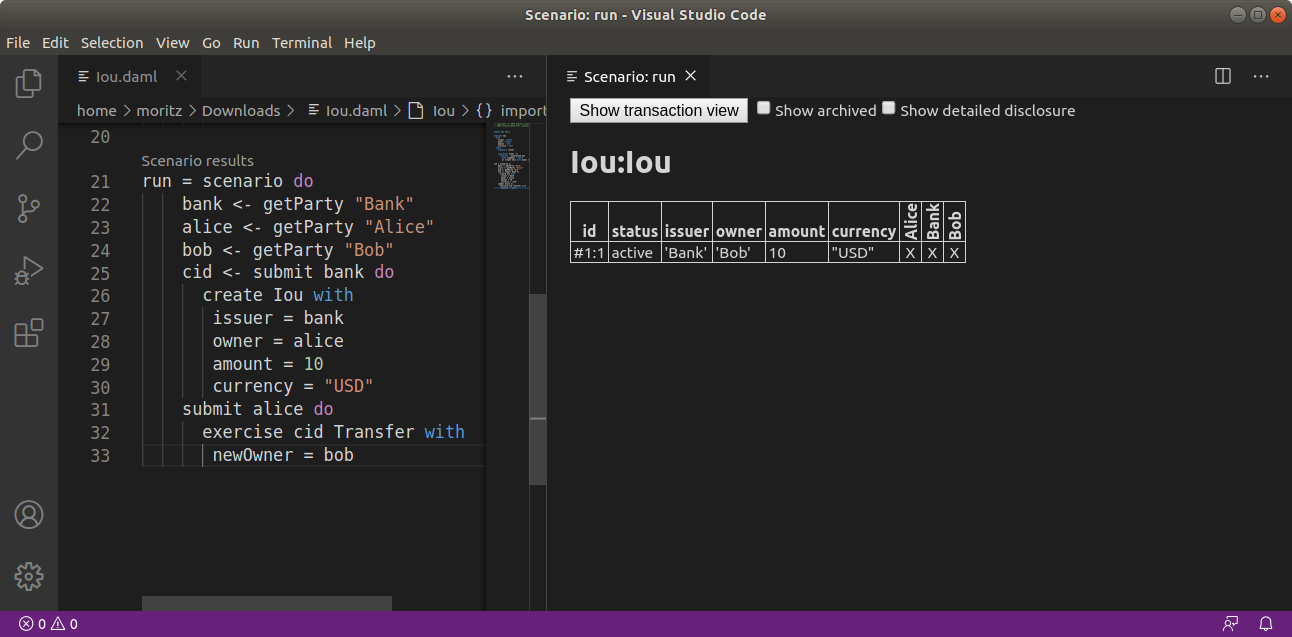 Scenario: run - Visual Studio Code
File Edit Selection View Go Run Terminal Help
Iou.daml
home > moritz > Downloads > Iou.daml > Iou > {} import
20
Scenario results
21 run = scenario do
22 bank <- getParty "Bank"
23 alice <- getParty "Alice"
24 bob <- getParty "Bob"
25 cid <- submit bank do
26 create Iou with
27 issuer = bank
28 owner = alice
29 amount = 10
30 currency = "USD"
31 submit alice do
32 exercise cid Transfer with
33 newOwner = bob
Scenario: run
Show transaction view Show archived Show detailed disclosure
Iou:Iou
id status issuer owner amount currency Alice Bank Bob
#1:1 active 'Bank' 'Bob' 10 "USD" X X X
0 0